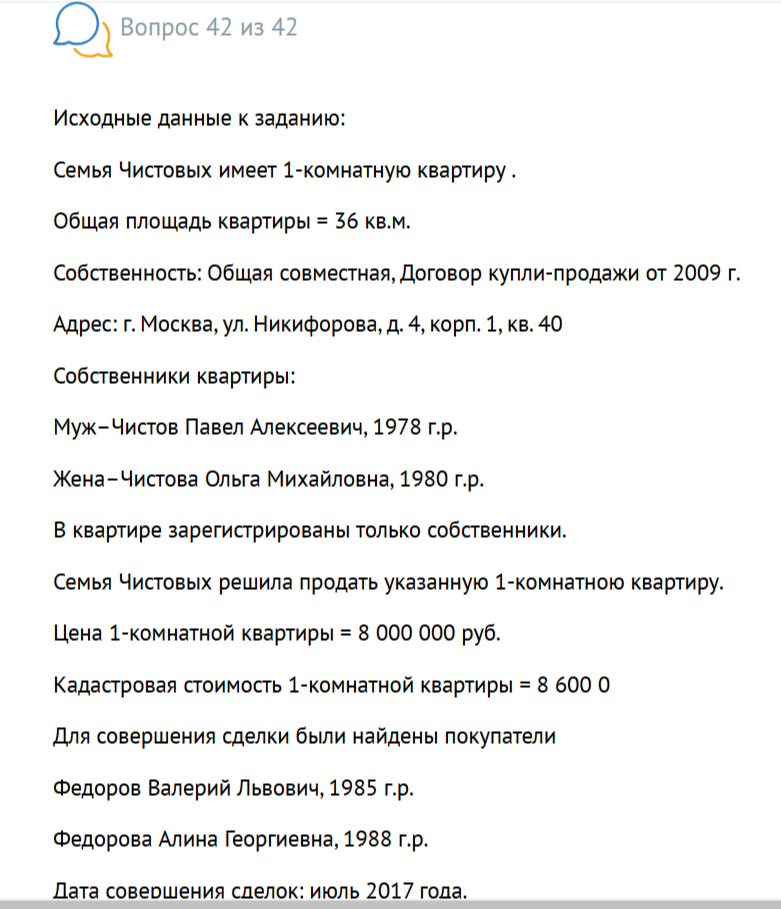 Вопрос 42 из 42
Исходные данные к заданию:
Семья Чистовых имеет 1-комнатную квартиру .
Общая площадь квартиры = 36 кв.м.
Собственность: Общая совместная, Договор купли-продажи от 2009 г.
Адрес: г. Москва, ул. Никифорова, д. 4, корп. 1, кв. 40
Собственники квартиры:
Муж–Чистов Павел Алексеевич, 1978 г.р.
Жена–Чистова Ольга Михайловна, 1980 г.р.
В квартире зарегистрированы только собственники.
Семья Чистовых решила продать указанную 1-комнатною квартиру.
Цена 1-комнатной квартиры = 8 000 000 руб.
Кадастровая стоимость 1-комнатной квартиры = 8 600 0
Для совершения сделки были найдены покупатели
Федоров Валерий Львович, 1985 г.р.
Федорова Алина Георгиевна, 1988 г.р.
Дата совершения сделок: июль 2017 года.